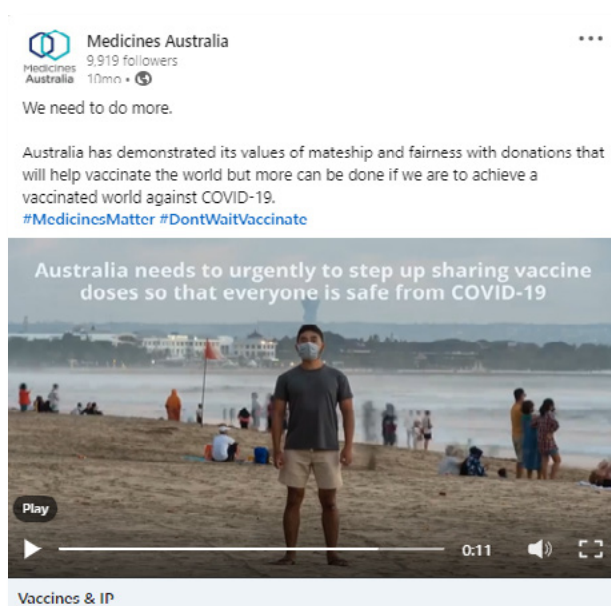 Medicines Australia
9,919 followers
10mo •
Medicines
Australia
We need to do more.
Australia has demonstrated its values of mateship and fairness with donations that
will help vaccinate the world but more can be done if we are to achieve a
vaccinated world against COVID-19.
#MedicinesMatter #DontWaitVaccinate
Australia needs to urgently to step up sharing vaccine
doses so that everyone is safe from COVID-19
Play
0:11
Vaccines & IP